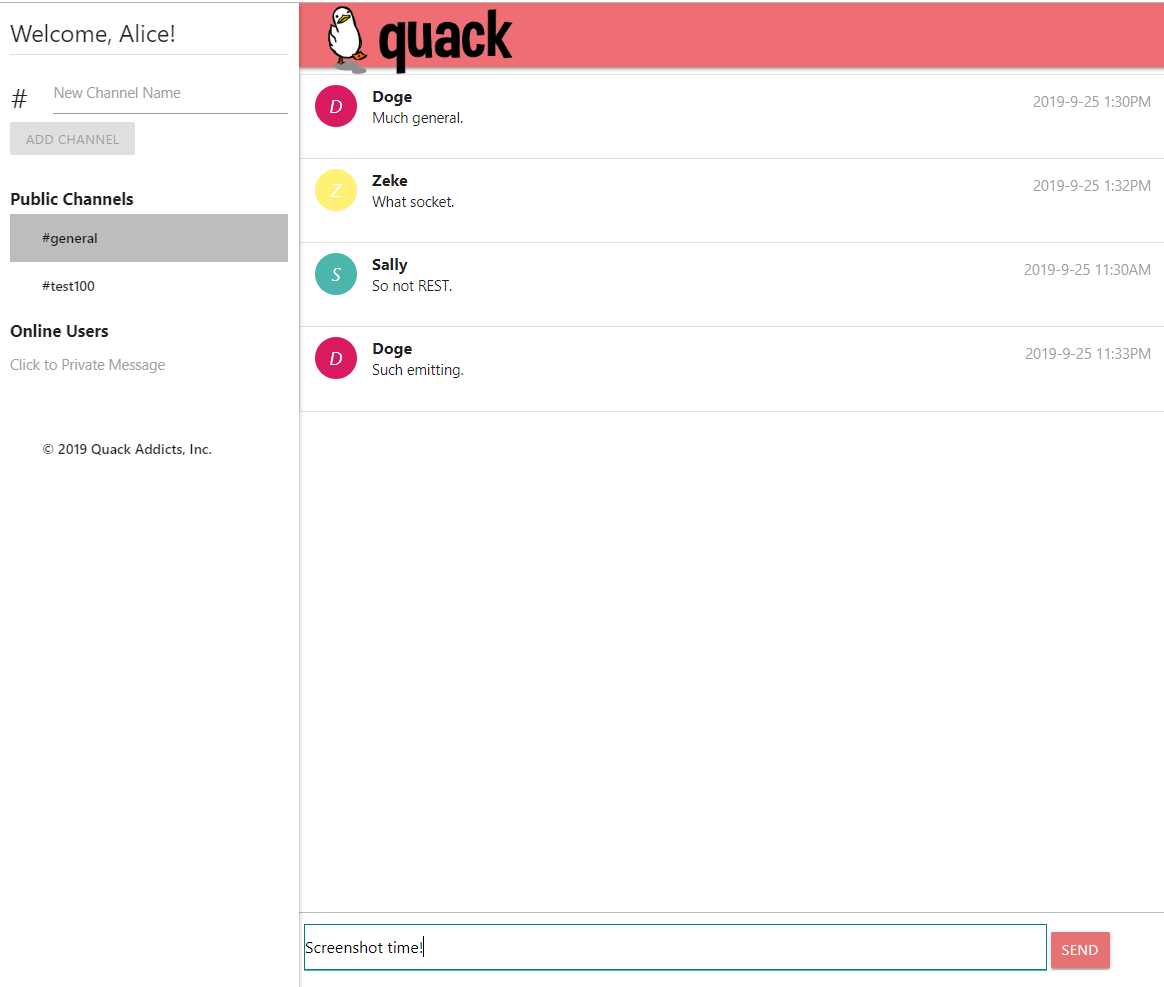 Welcome, Alice!
#
New Channel Name
ADD CHANNEL
Public Channels
#general
#test100
Online Users
Click to Private Message
© 2019 Quack Addicts, Inc.
quack
D
Doge
2019-9-25 1:30PM
Much general.
Z
Zeke
2019-9-25 1:32PM
What socket.
S
Sally
2019-9-25 11:30AM
So not REST.
D
Doge
2019-9-25 11:33PM
Such emitting.
Screenshot time!
SEND